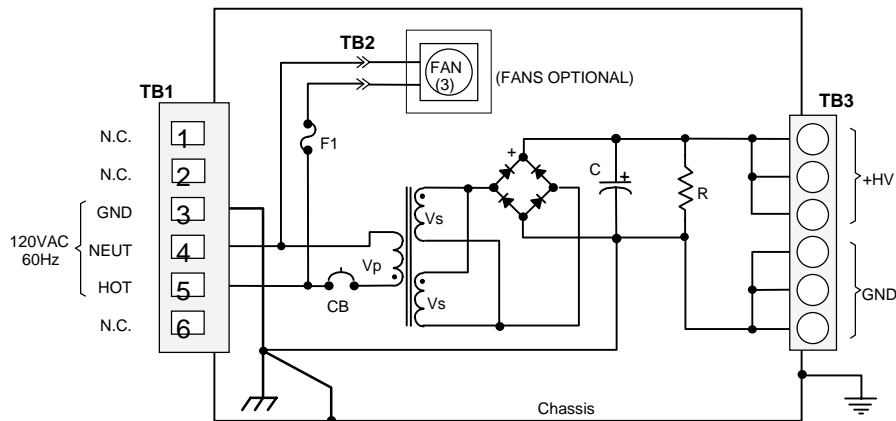 TB2
FAN
(3)
(FANS OPTIONAL)
TB1
TB3
N.C.
1
F1
+
C
+
R
+HV
N.C.
2
GND
3
Vs
120VAC
60Hz
NEUT
4
Vp
HOT
5
CB
Vs
GND
N.C.
6
Chassis